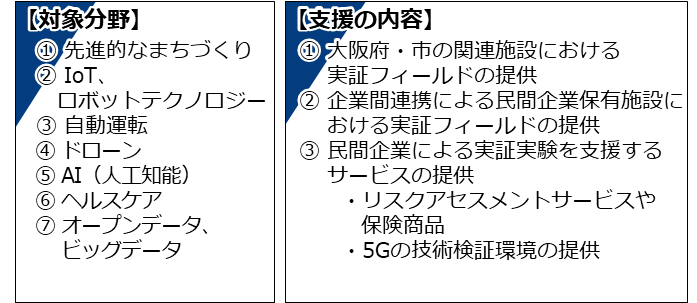 【対象分野】
① 先進的なまちづくり
② IoT、
ロボットテクノロジー
③ 自動運転
④ ドローン
⑤ AI（人工知能）
⑥ ヘルスケア
⑦ オープンデータ、
ビッグデータ
【支援の内容】
① 大阪府・市の関連施設における
実証フィールドの提供
② 企業間連携による民間企業保有施設に
おける実証フィールドの提供
③ 民間企業による実証実験を支援する
サービスの提供
・リスクアセスメントサービスや
保険商品
・5Gの技術検証環境の提供